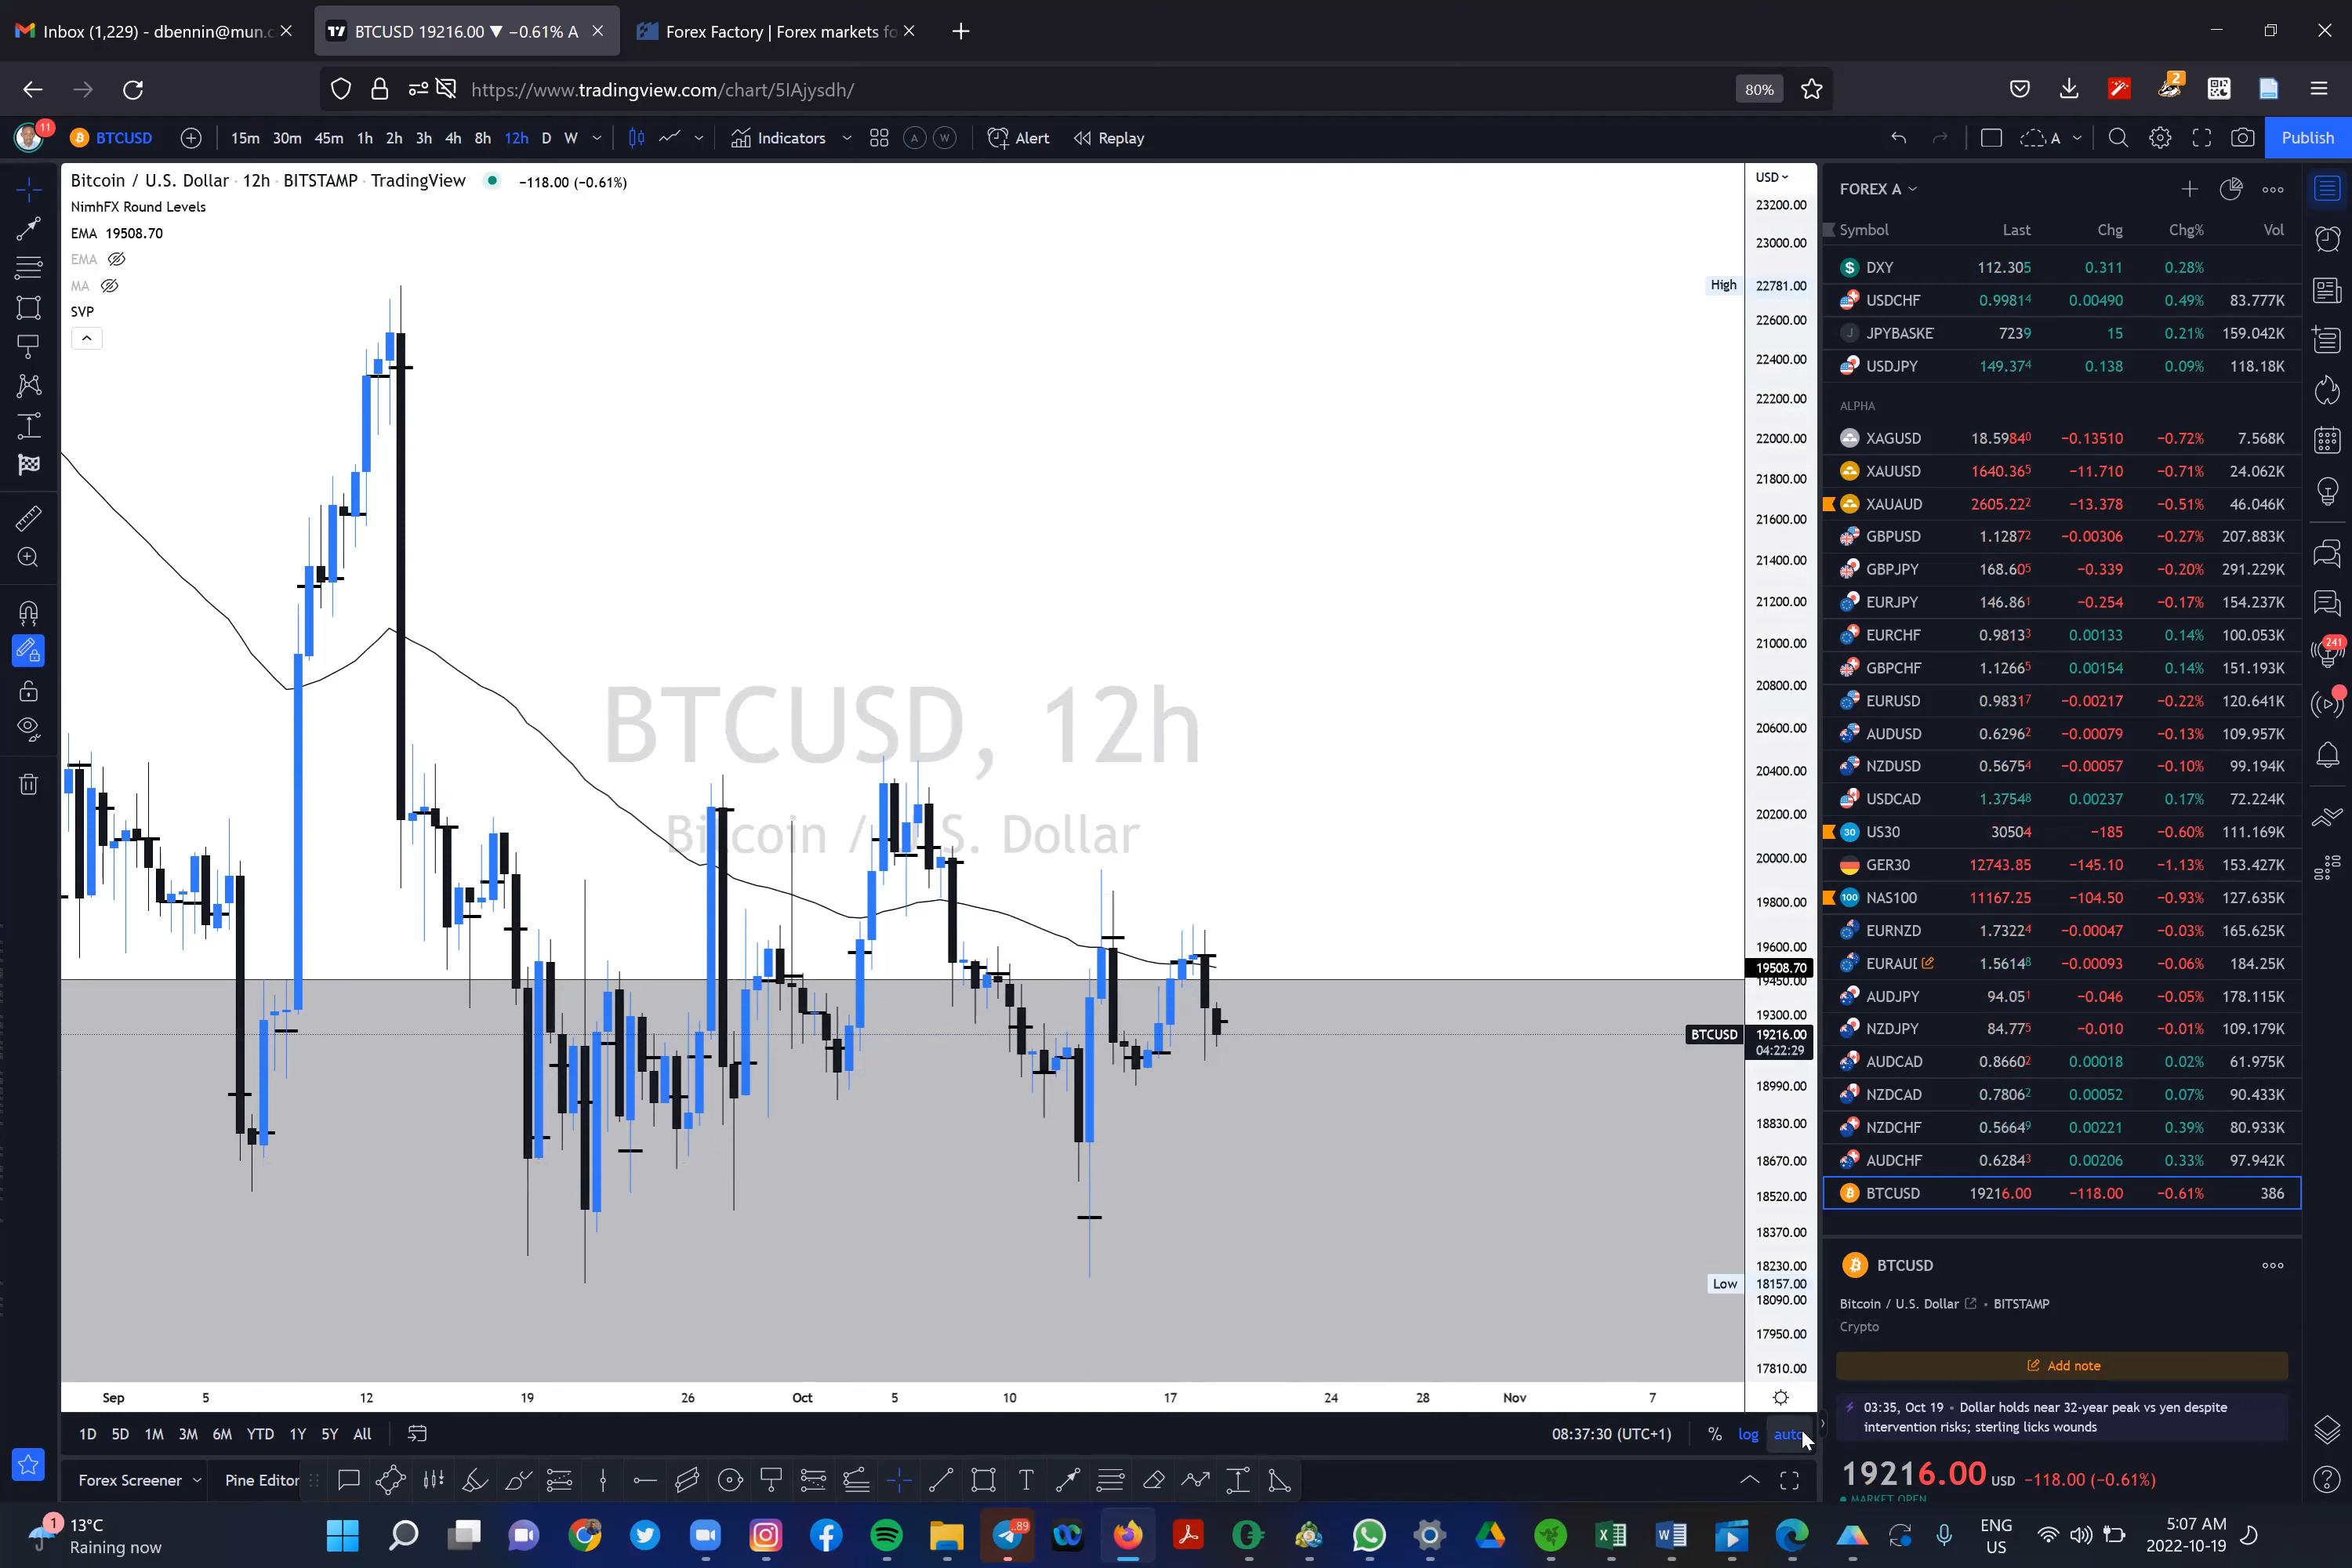 Inbox (1,229) - dbennin@mun.c
BTCUSD 19216.00 ▼ −0.61% A
Forex Factory | Forex markets fo
https://www.tradingview.com/chart/5IAjysdh/
80%
2
11
BTCUSD
15m 30m 45m 1h 2h 3h 4h 8h 12h D W
Indicators
A W
Alert
Replay
A
Publish
Bitcoin / U.S. Dollar · 12h · BITSTAMP · TradingView
−118.00 (−0.61%)
NimhFX Round Levels
EMA 19508.70
EMA
MA
SVP
BTCUSD, 12h
Bitcoin / U.S. Dollar
USD
23200.00
23000.00
High 22781.00
22600.00
22400.00
22200.00
22000.00
21800.00
21600.00
21400.00
21200.00
21000.00
20800.00
20600.00
20400.00
20200.00
20000.00
19800.00
19600.00
19508.70
19450.00
19300.00
BTCUSD 19216.00
04:22:29
18990.00
18830.00
18670.00
18520.00
18370.00
18230.00
Low 18157.00
18090.00
17950.00
17810.00
Sep 5 12 19 26 Oct 5 10 17 24 28 Nov 7
1D 5D 1M 3M 6M YTD 1Y 5Y All
08:37:30 (UTC+1)
% log auto
Forex Screener
Pine Editor
FOREX A
Symbol Last Chg Chg% Vol
DXY 112.305 0.311 0.28%
USDCHF 0.99814 0.00490 0.49% 83.777K
JPYBASKE 7239 15 0.21% 159.042K
USDJPY 149.374 0.138 0.09% 118.18K
ALPHA
XAGUSD 18.59840 −0.13510 −0.72% 7.568K
XAUUSD 1640.365 −11.710 −0.71% 24.062K
XAUAUD 2605.222 −13.378 −0.51% 46.046K
GBPUSD 1.12872 −0.00306 −0.27% 207.883K
GBPJPY 168.605 −0.339 −0.20% 291.229K
EURJPY 146.861 −0.254 −0.17% 154.237K
EURCHF 0.98133 0.00133 0.14% 100.053K
GBPCHF 1.12665 0.00154 0.14% 151.193K
EURUSD 0.98317 −0.00217 −0.22% 120.641K
AUDUSD 0.62962 −0.00079 −0.13% 109.957K
NZDUSD 0.56754 −0.00057 −0.10% 99.194K
USDCAD 1.37548 0.00237 0.17% 72.224K
30 US30 30504 −185 −0.60% 111.169K
GER30 12743.85 −145.10 −1.13% 153.427K
100 NAS100 11167.25 −104.50 −0.93% 127.635K
EURNZD 1.73224 −0.00047 −0.03% 165.625K
EURAUI 1.56148 −0.00093 −0.06% 184.25K
AUDJPY 94.051 −0.046 −0.05% 178.115K
NZDJPY 84.775 −0.010 −0.01% 109.179K
AUDCAD 0.86602 0.00018 0.02% 61.975K
NZDCAD 0.78062 0.00052 0.07% 90.433K
NZDCHF 0.56649 0.00221 0.39% 80.933K
AUDCHF 0.62843 0.00206 0.33% 97.942K
BTCUSD 19216.00 −118.00 −0.61% 386
BTCUSD
Bitcoin / U.S. Dollar • BITSTAMP
Crypto
Add note
03:35, Oct 19 • Dollar holds near 32-year peak vs yen despite
intervention risks; sterling licks wounds
19216.00 USD −118.00 (−0.61%)
MARKET OPEN
241
1
13°C
Raining now
89
ENG
US
5:07 AM
2022-10-19